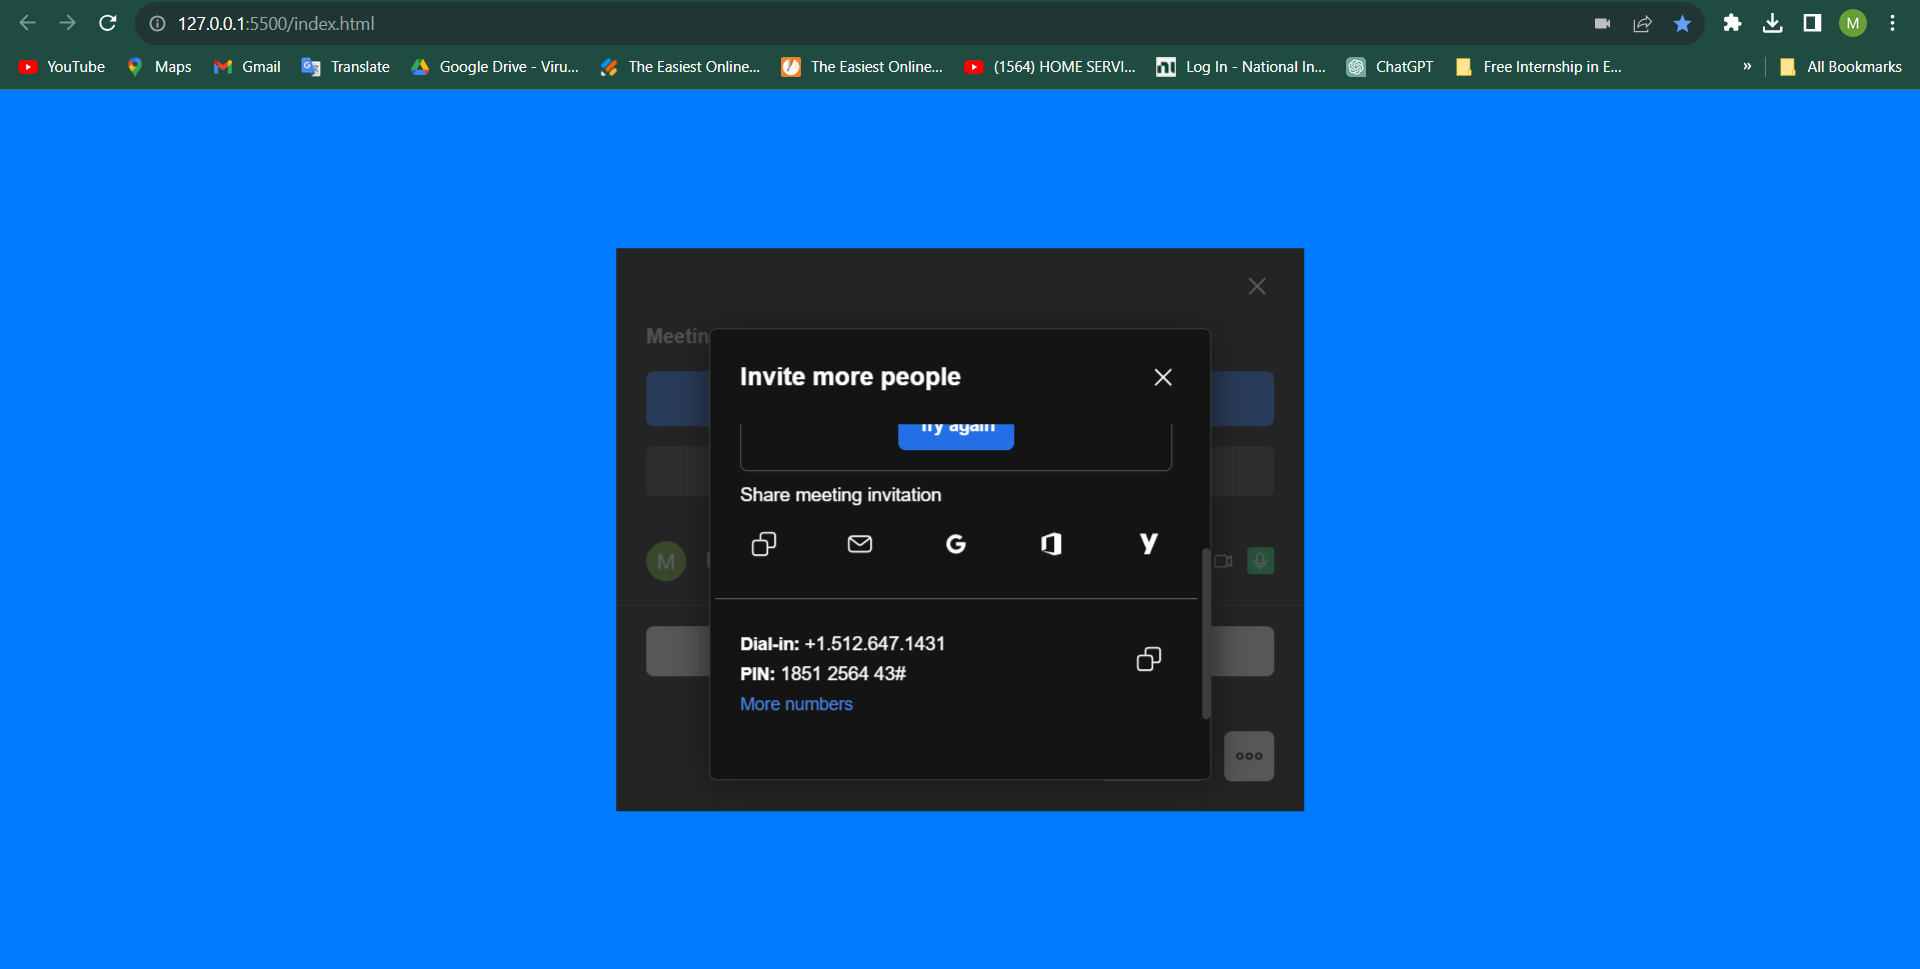 127.0.0.1:5500/index.html
M
YouTube Maps Gmail Translate Google Drive - Viru... The Easiest Online... The Easiest Online... (1564) HOME SERVI... Log In - National In... ChatGPT Free Internship in E... » All Bookmarks
Meetin
Invite more people
Try again
Share meeting invitation
M
Dial-in: +1.512.647.1431
PIN: 1851 2564 43#
More numbers